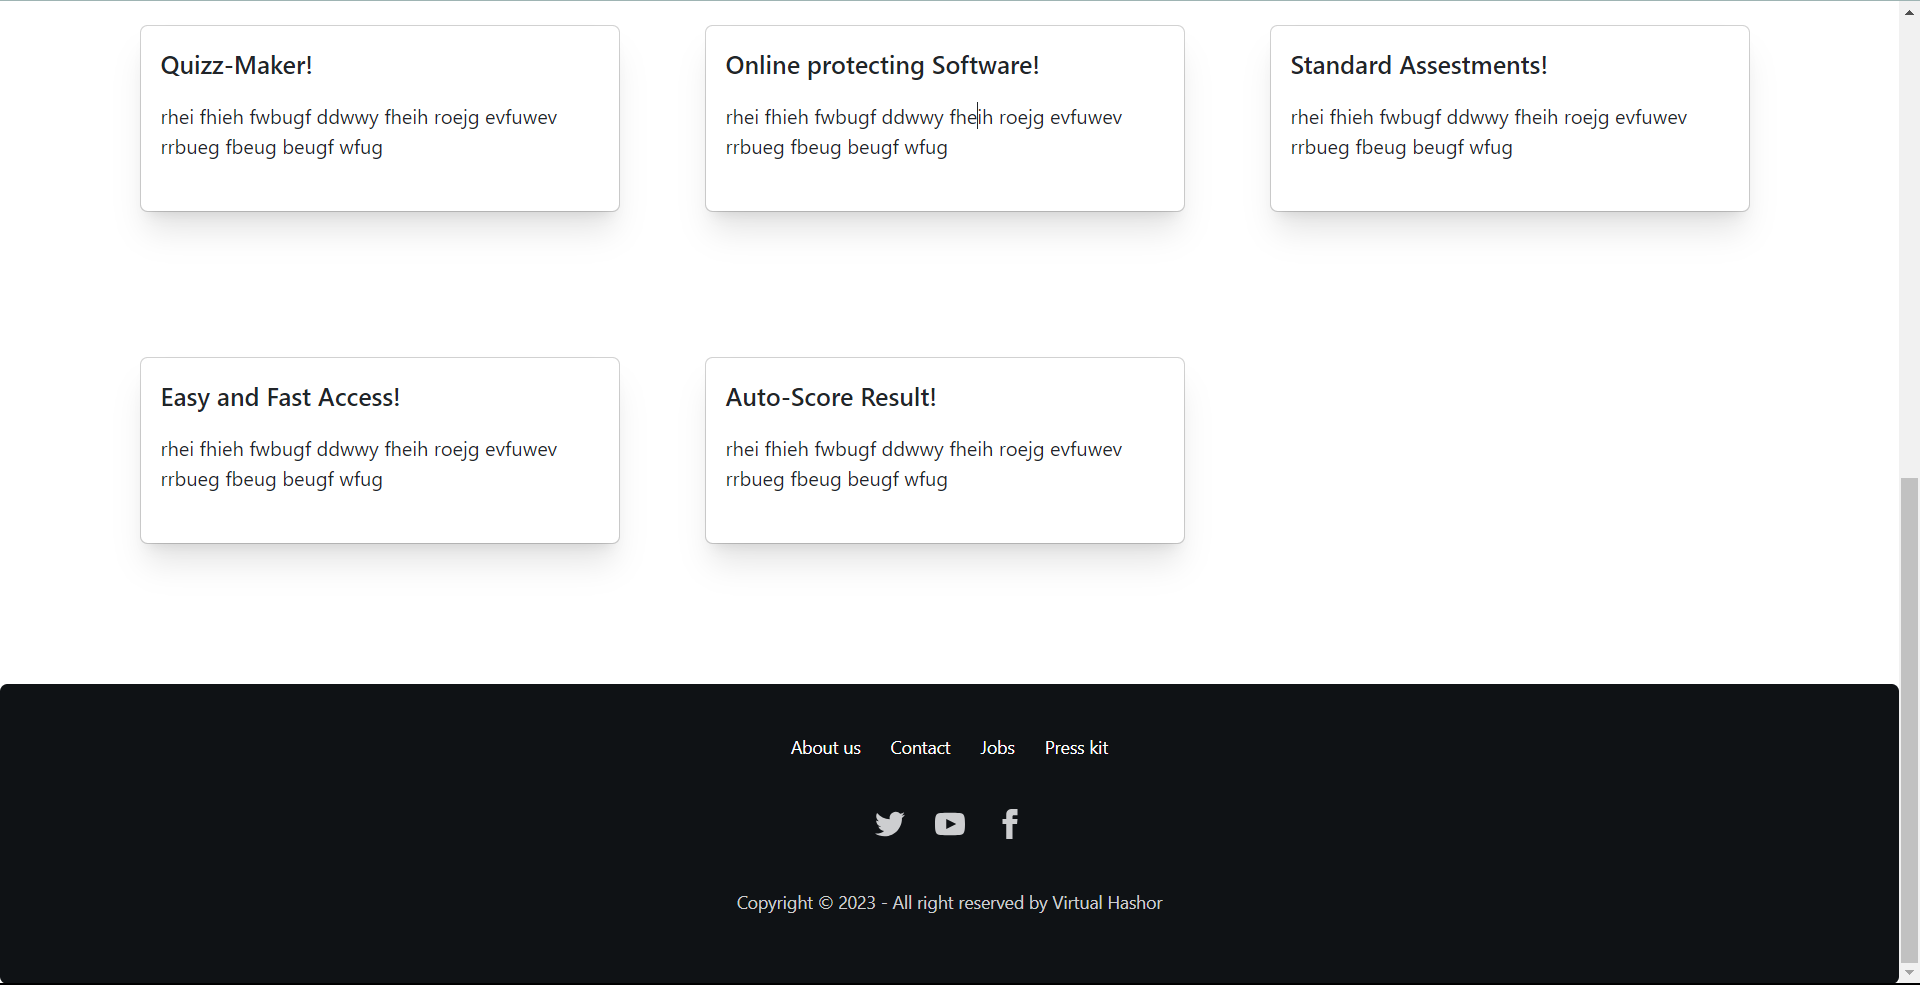 Quizz-Maker!
rhei fhieh fwbugf ddwwy fheih roejg evfuwev
rrbueg fbeug beugf wfug
Online protecting Software!
rhei fhieh fwbugf ddwwy fheih roejg evfuwev
rrbueg fbeug beugf wfug
Standard Assestments!
rhei fhieh fwbugf ddwwy fheih roejg evfuwev
rrbueg fbeug beugf wfug
Easy and Fast Access!
rhei fhieh fwbugf ddwwy fheih roejg evfuwev
rrbueg fbeug beugf wfug
Auto-Score Result!
rhei fhieh fwbugf ddwwy fheih roejg evfuwev
rrbueg fbeug beugf wfug
About us Contact Jobs Press kit
Copyright © 2023 - All right reserved by Virtual Hashor